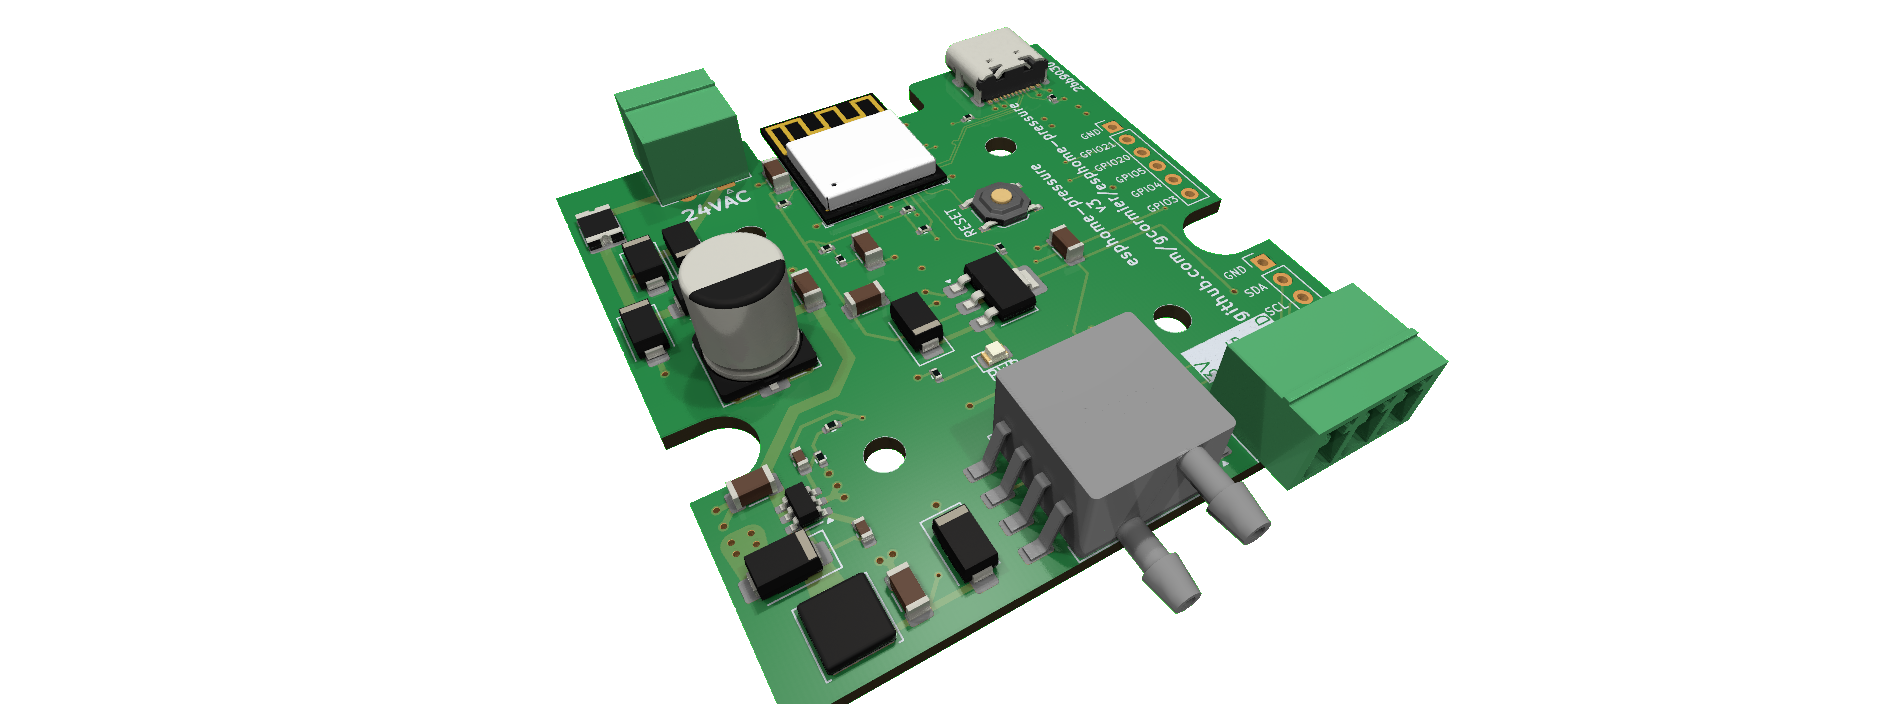 24VAC
RESET
2bb9030
GND
GPIO21
GPIO20
GPIO5
GPIO4
GPIO3
esphome-pressure
v3
github.com/gcormier/esphome-pressure
esphome-pressure
GND
SDA
SCL